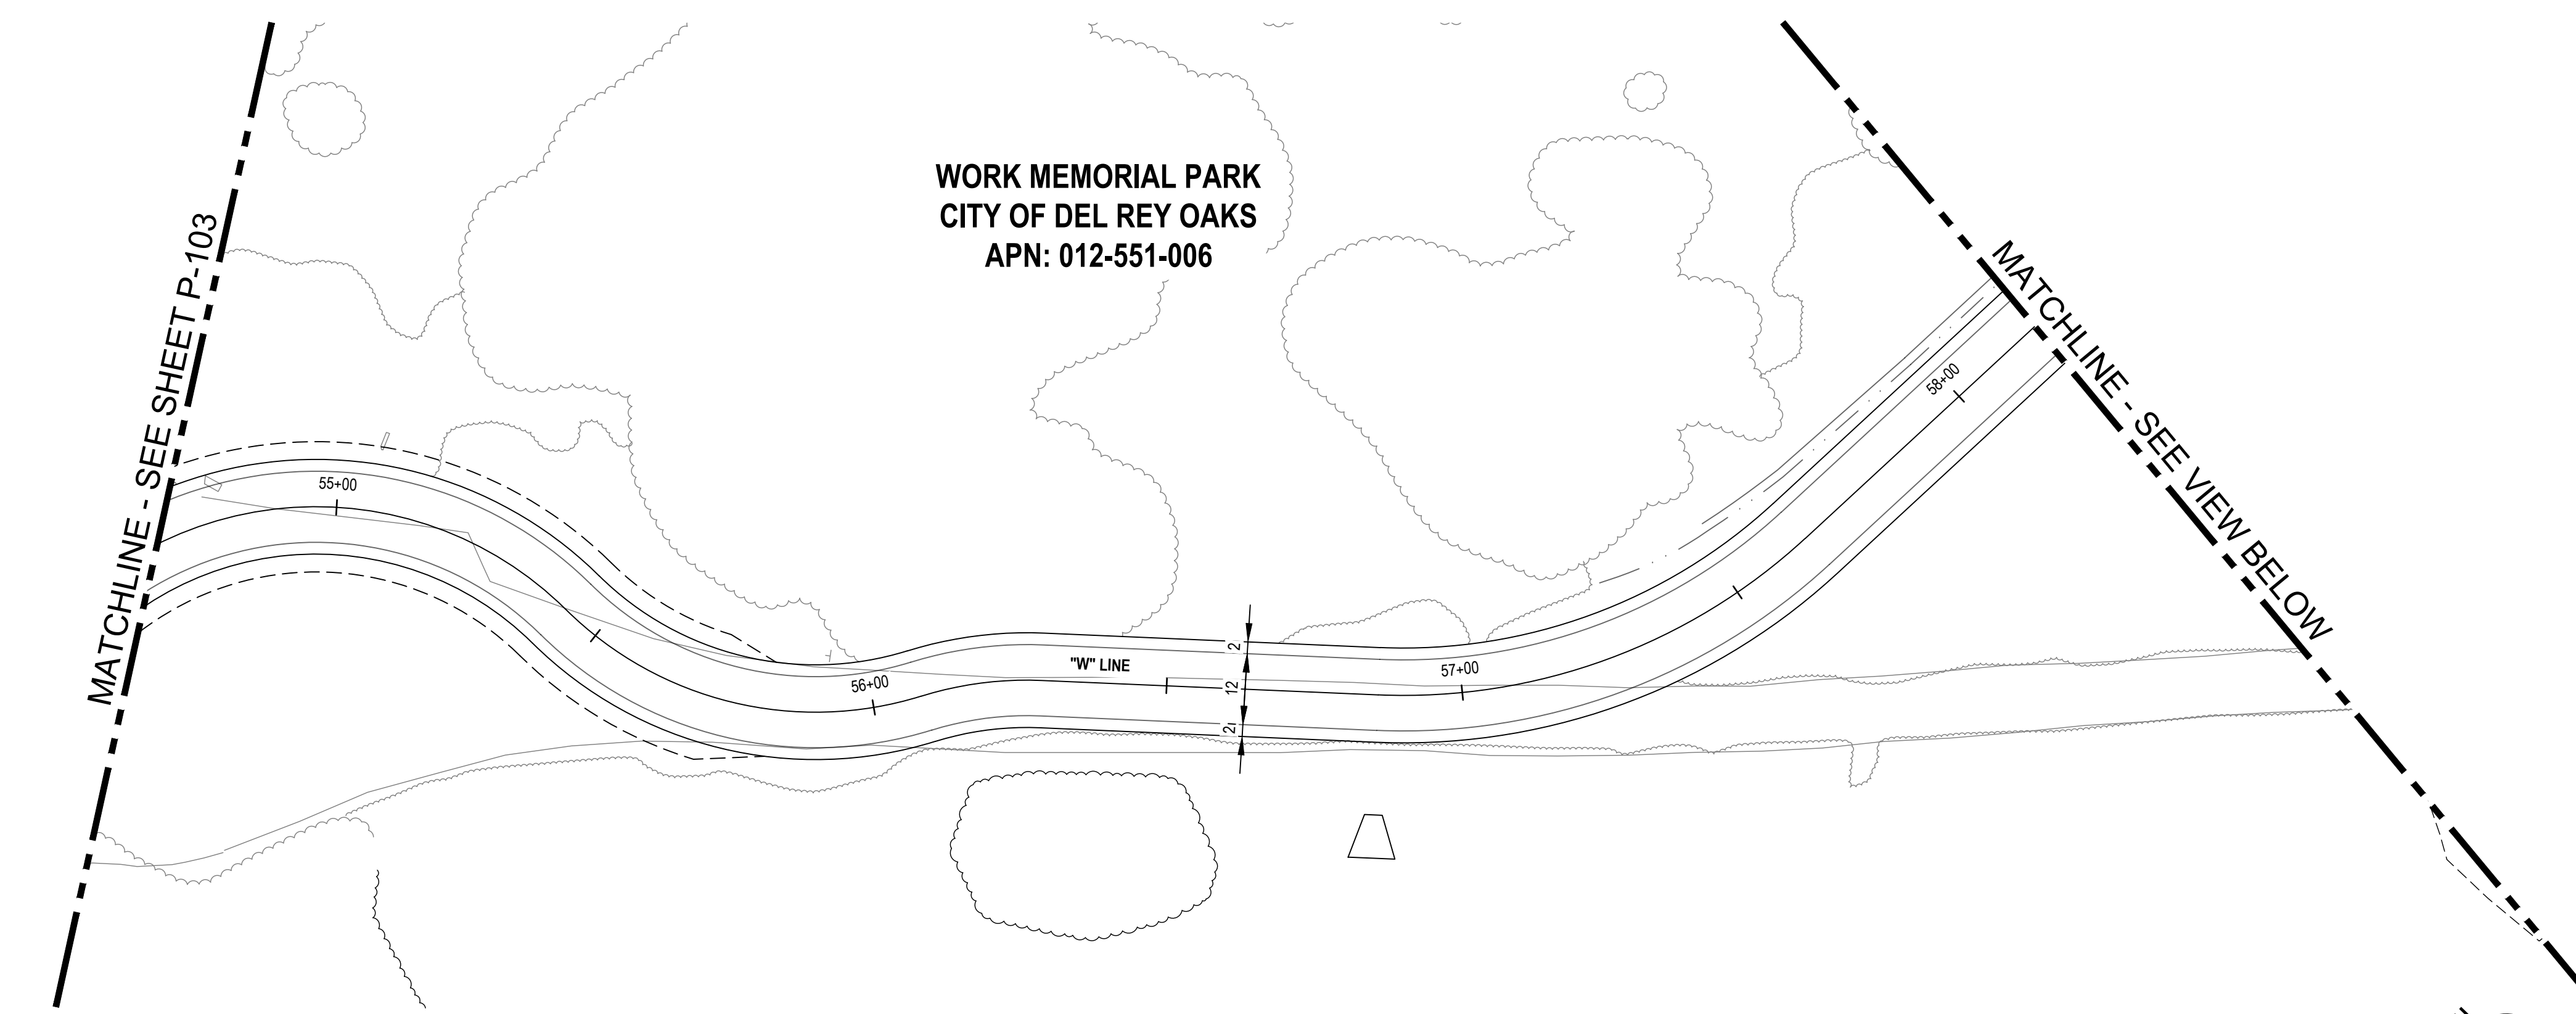 WORK MEMORIAL PARK
CITY OF DEL REY OAKS
APN: 012-551-006
MATCHLINE - SEE SHEET P-103
MATCHLINE - SEE VIEW BELOW
55+00
56+00
"W" LINE
2
12
2
57+00
58+00